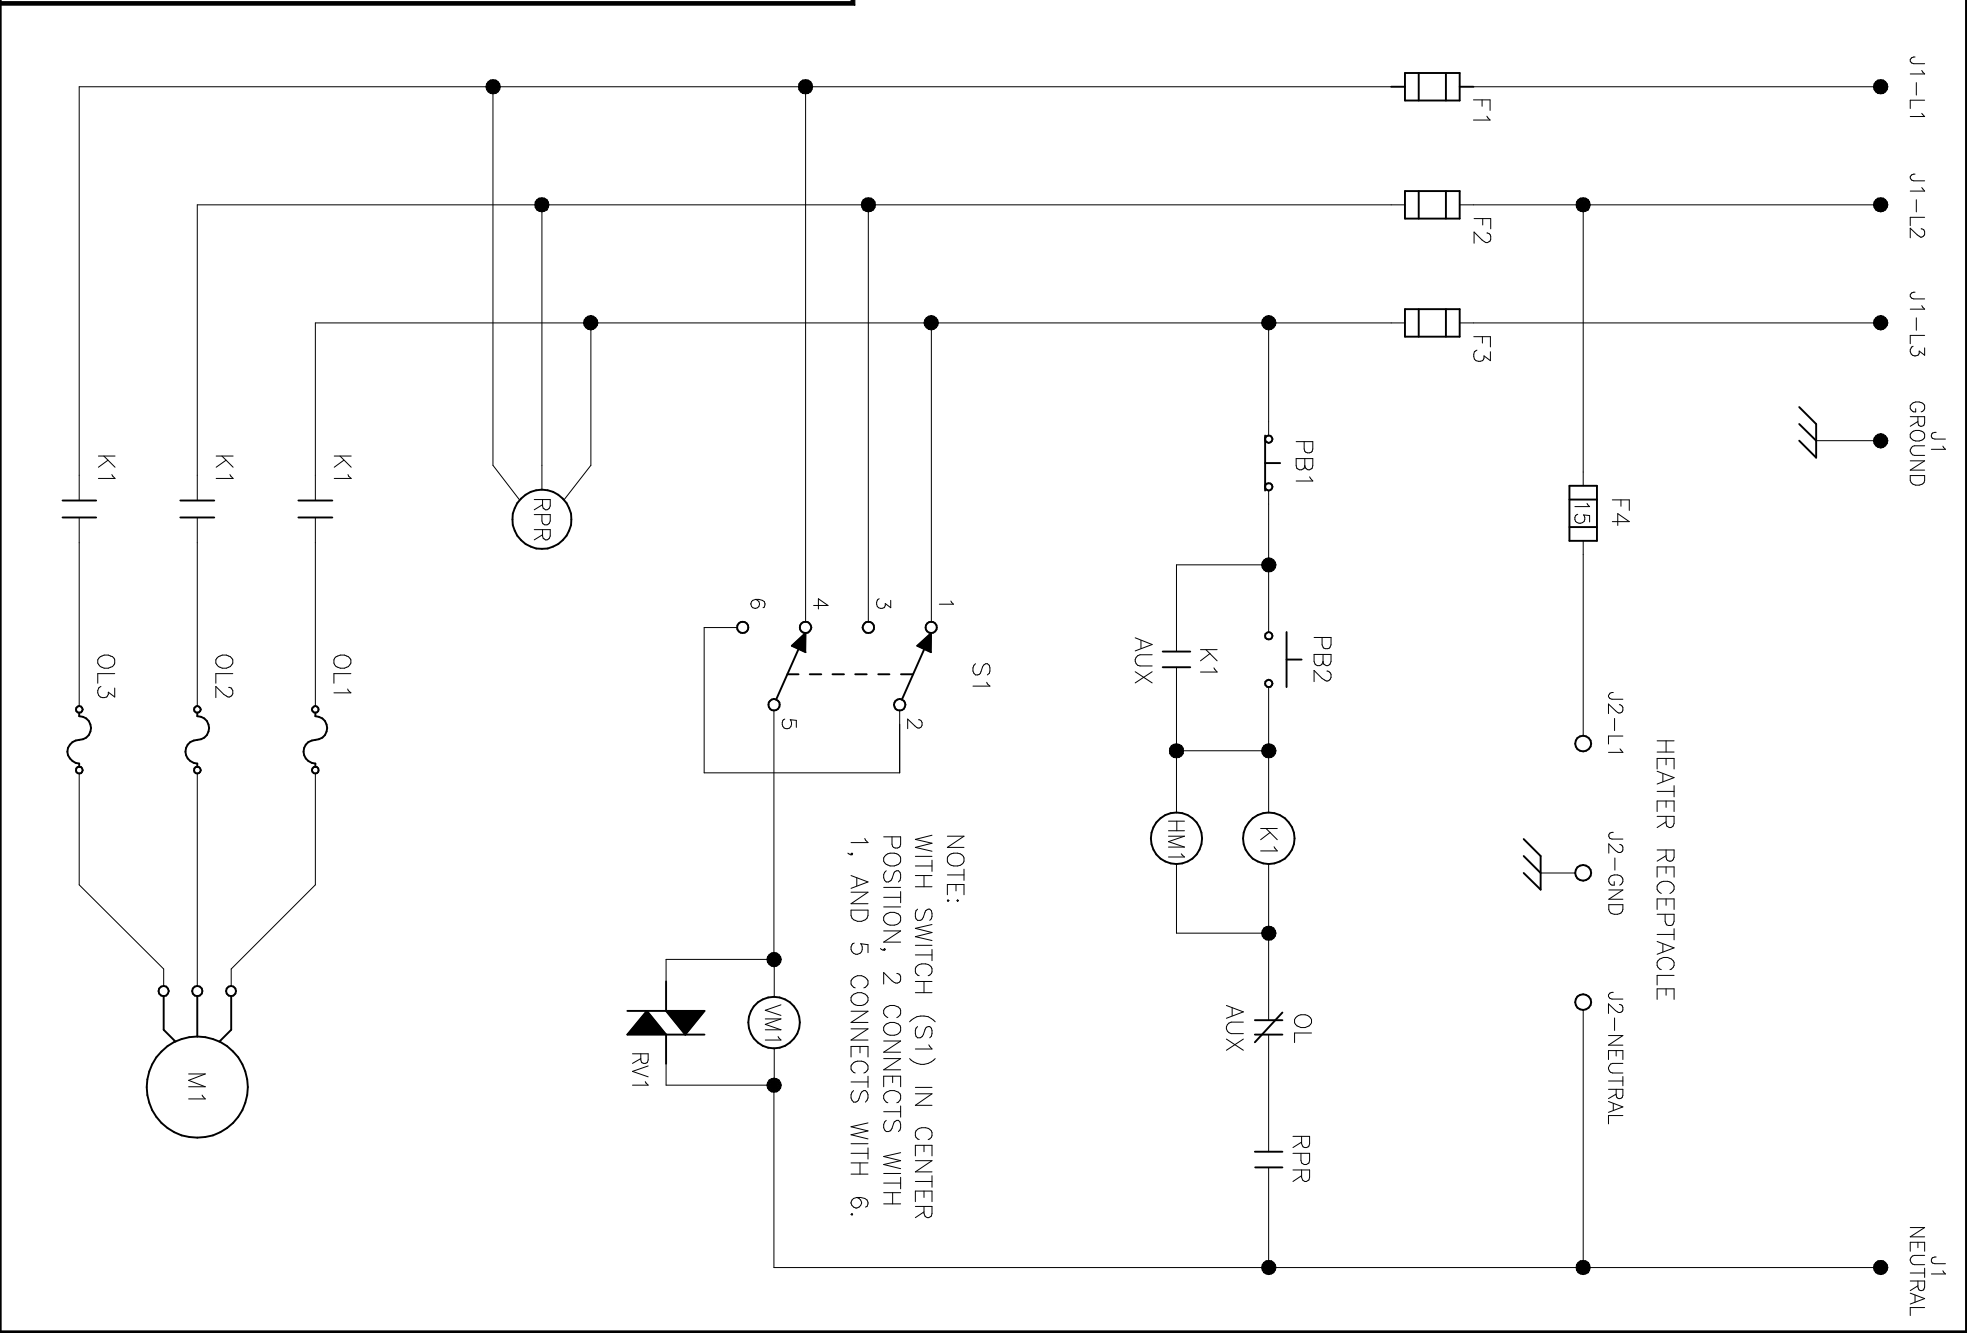 J1-L1
J1-L2
J1-L3
J1
GROUND
J1
NEUTRAL
F1
F2
F3
F4
15
HEATER RECEPTACLE
J2-L1
J2-GND
J2-NEUTRAL
PB1
PB2
K1
AUX
K1
HM1
OL
AUX
RPR
S1
1
3
4
6
2
5
NOTE:
WITH SWITCH (S1) IN CENTER
POSITION, 2 CONNECTS WITH
1, AND 5 CONNECTS WITH 6.
VM1
RV1
RPR
K1
K1
K1
OL1
OL2
OL3
M1